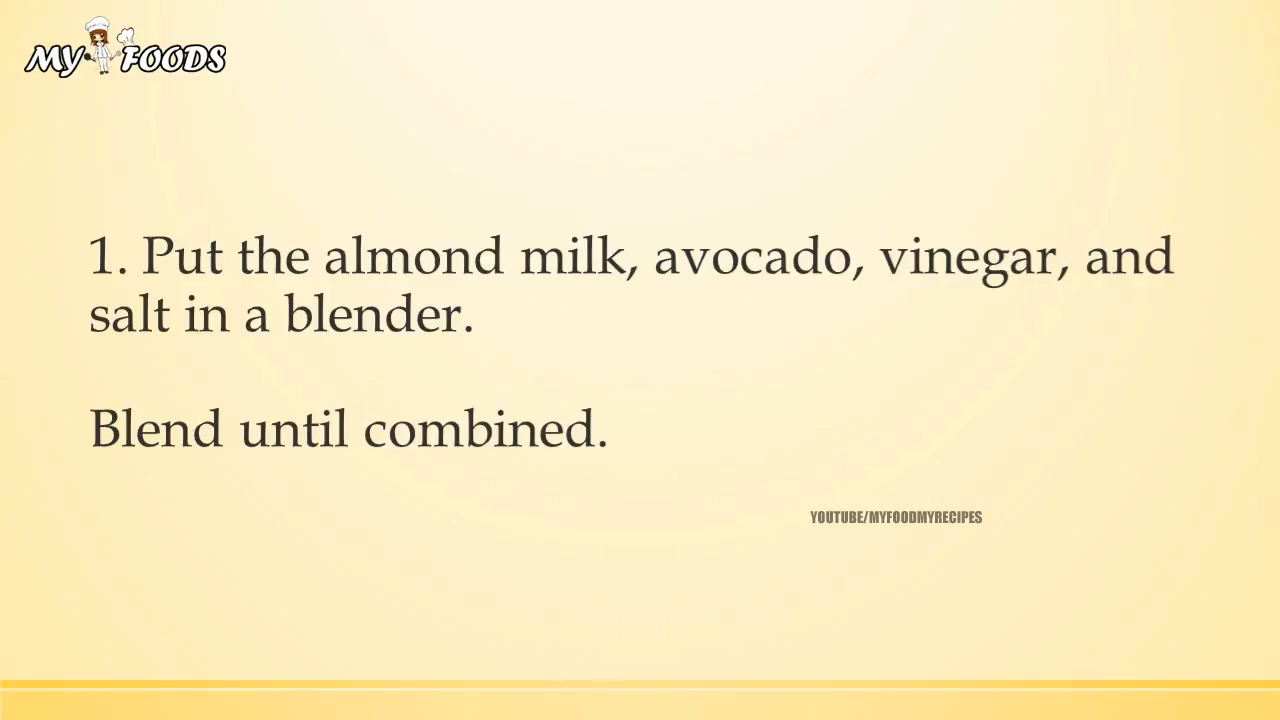 MY FOODS
1. Put the almond milk, avocado, vinegar, and
salt in a blender.
Blend until combined.
YOUTUBE/MYFOODMYRECIPES